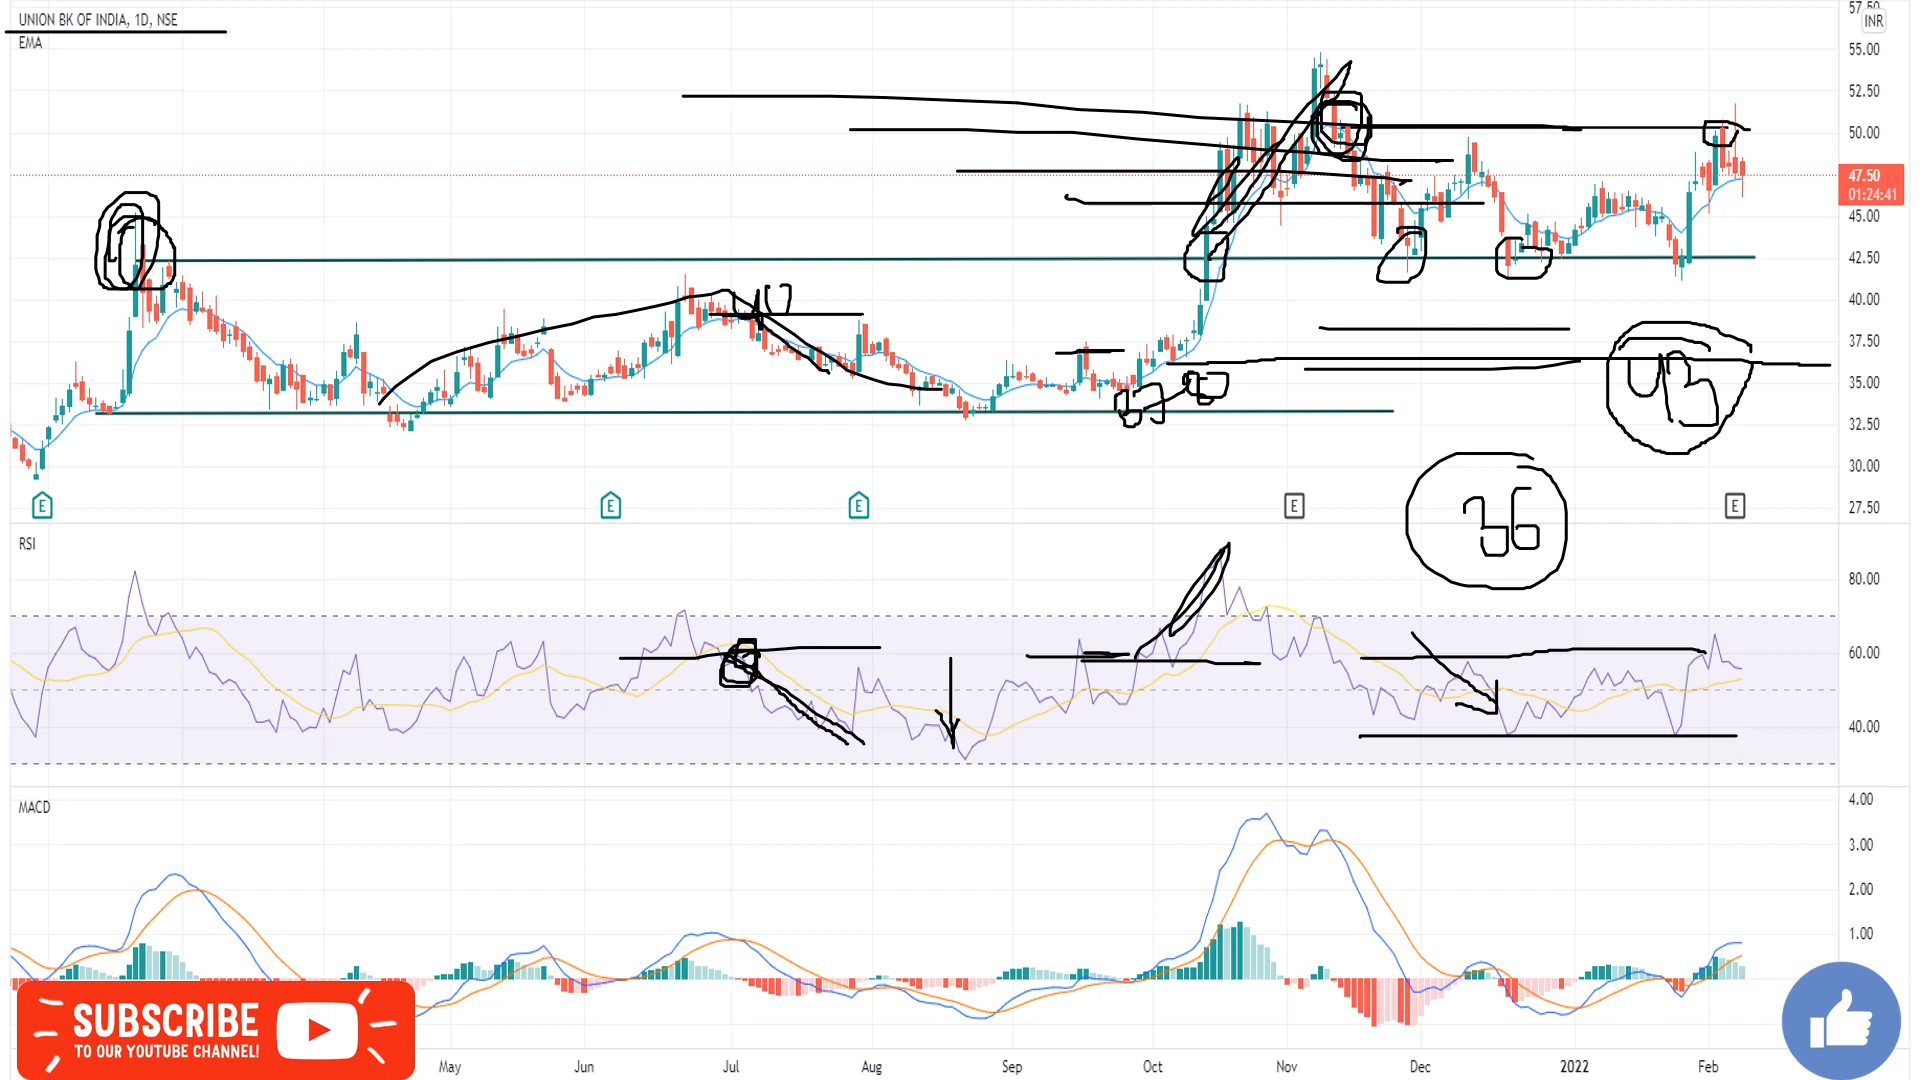 UNION BK OF INDIA, 1D, NSE
EMA
INR
57.50
55.00
52.50
50.00
47.50
01:24:41
45.00
42.50
40.00
37.50
35.00
32.50
30.00
27.50
E
E
E
E
E
36
RSI
80.00
60.00
40.00
MACD
4.00
3.00
2.00
1.00
SUBSCRIBE
TO OUR YOUTUBE CHANNEL!
May
Jun
Jul
Aug
Sep
Oct
Nov
Dec
2022
Feb